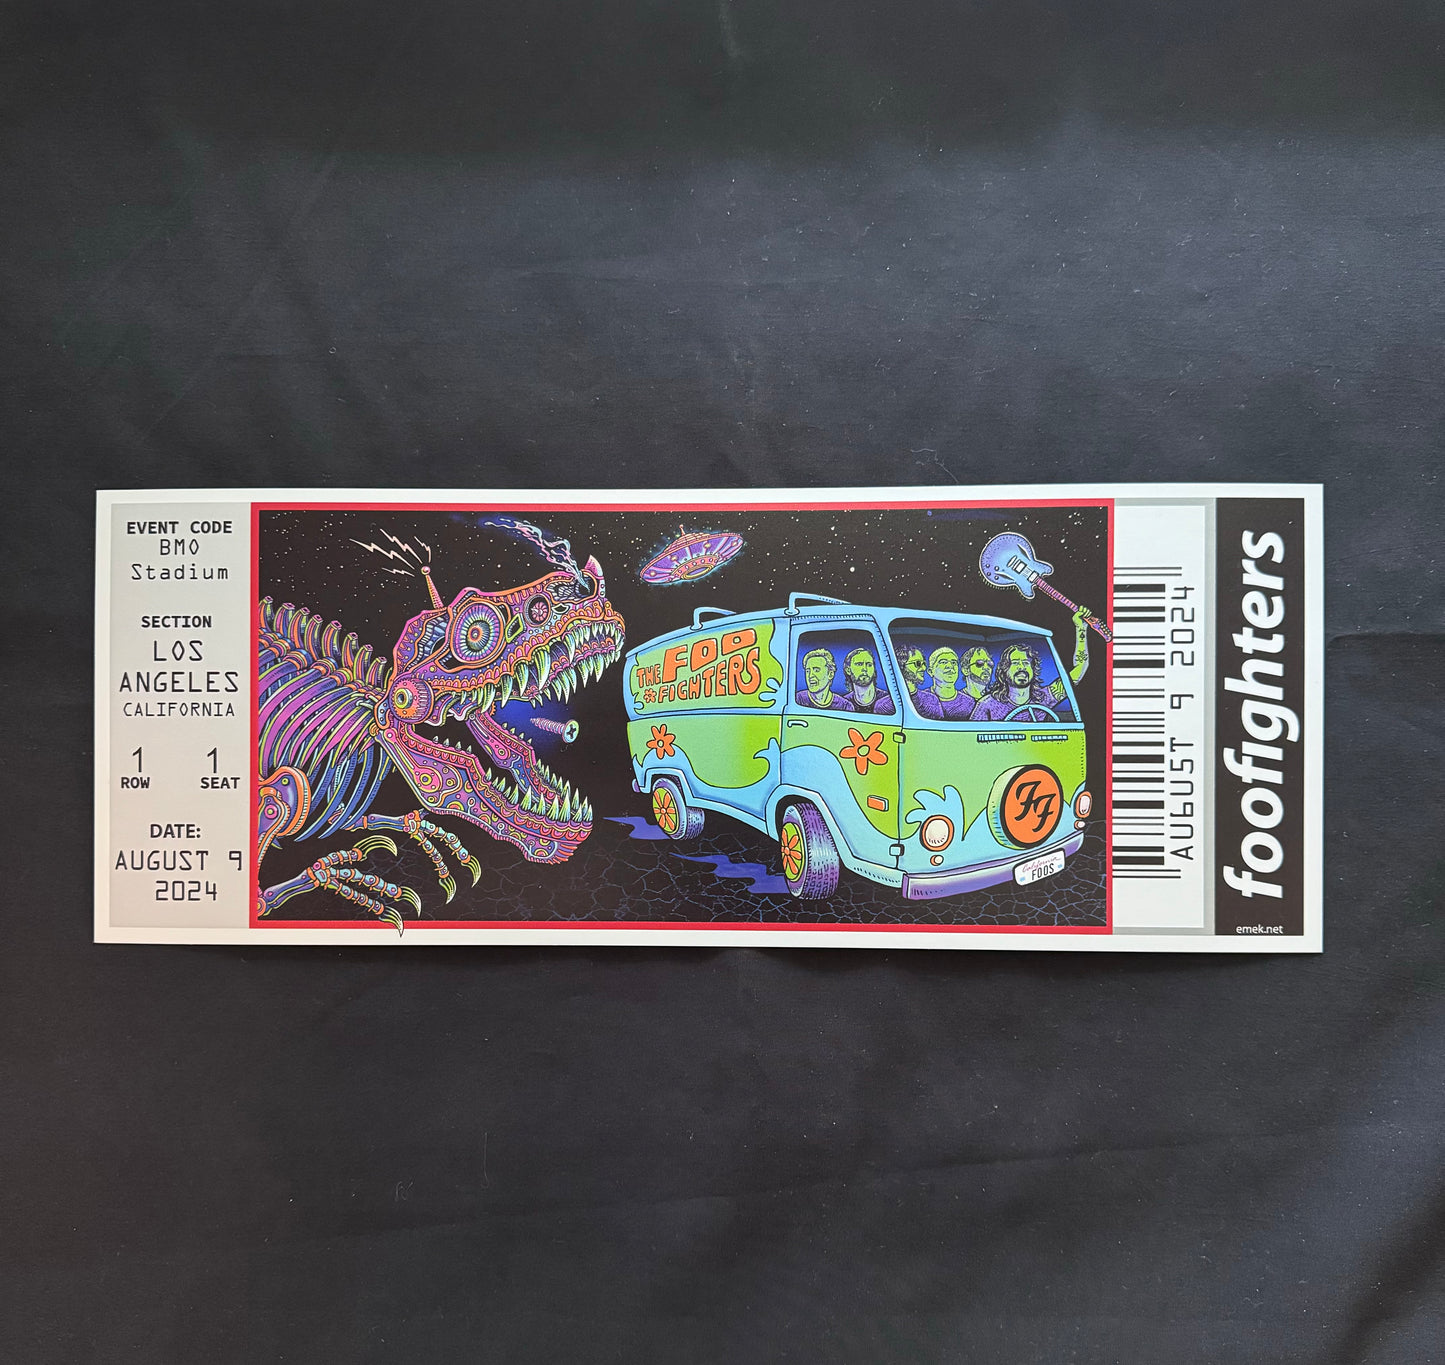 EVENT CODE
BMO
Stadium
SECTION
LOS
ANGELES
CALIFORNIA
1 1
ROW SEAT
DATE:
AUGUST 9
2024
THE FOO
FIGHTERS
FF
California
FOOS
AUGUST 9 2024
foofighters
emek.net